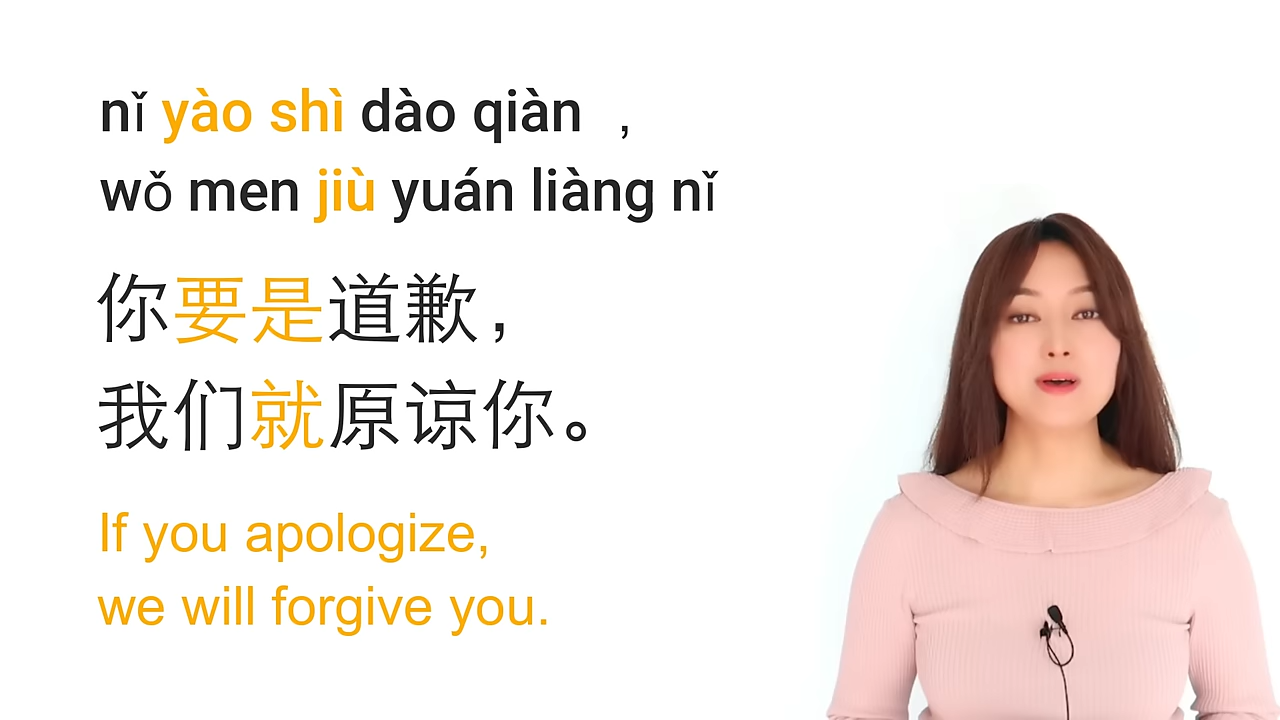 nǐ yào shì dào qiàn ，
wǒ men jiù yuán liàng nǐ
你要是道歉，
我们就原谅你。
If you apologize,
we will forgive you.